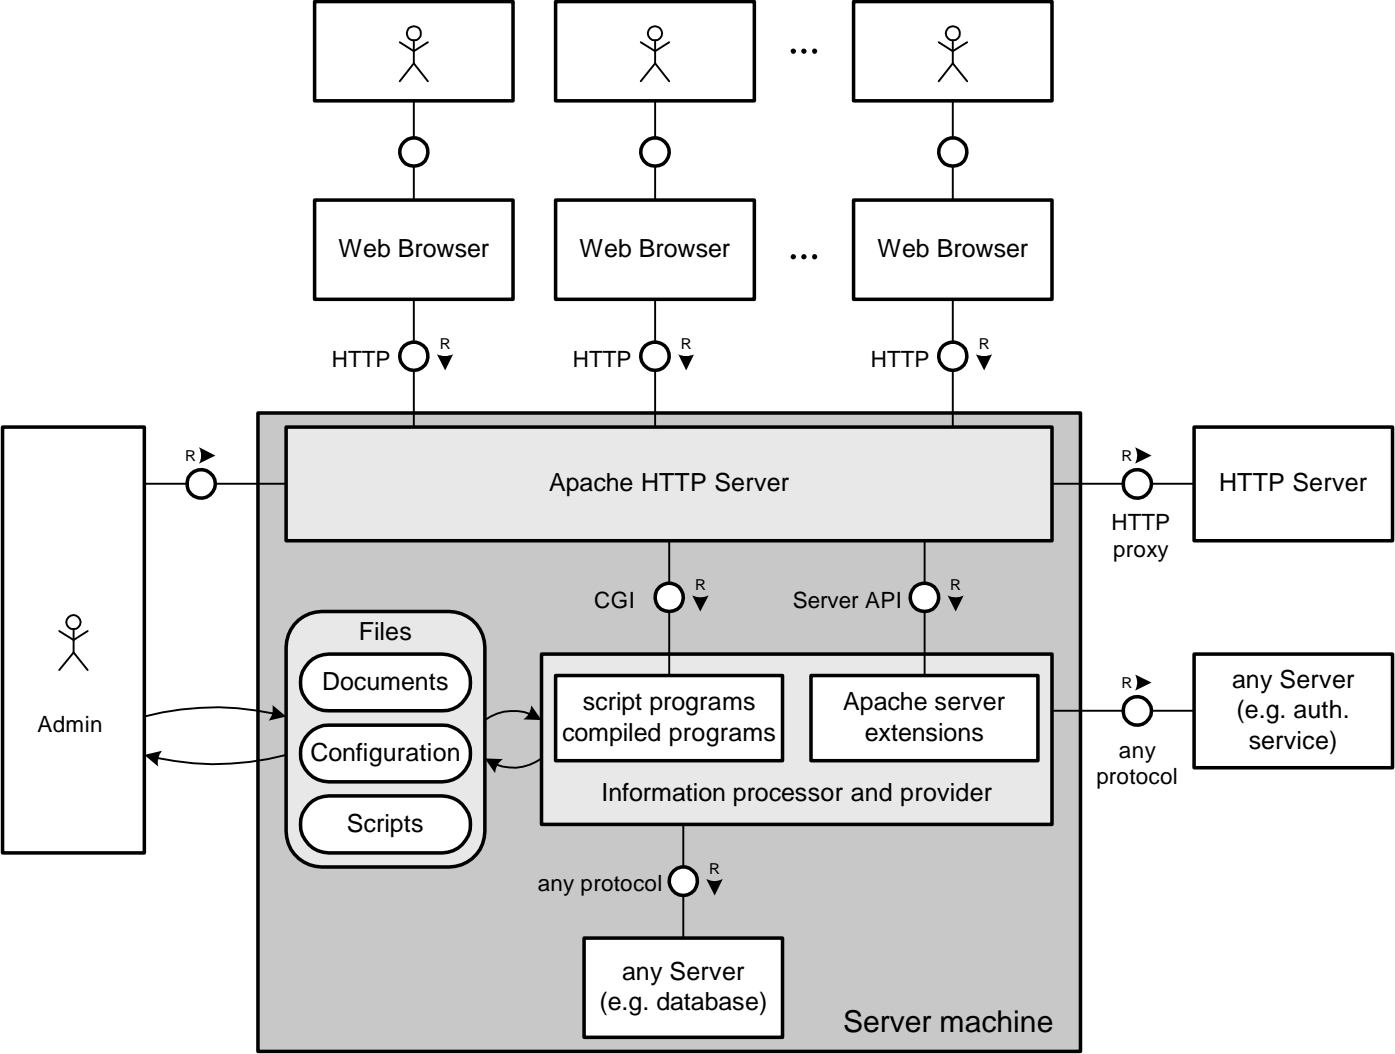 ...
Web Browser
Web Browser
...
Web Browser
HTTP
R
HTTP
R
HTTP
R
R
Apache HTTP Server
R
HTTP
proxy
HTTP Server
CGI
R
Server API
R
Admin
Files
Documents
Configuration
Scripts
script programs
compiled programs
Apache server
extensions
Information processor and provider
R
any
protocol
any Server
(e.g. auth.
service)
any protocol
R
any Server
(e.g. database)
Server machine